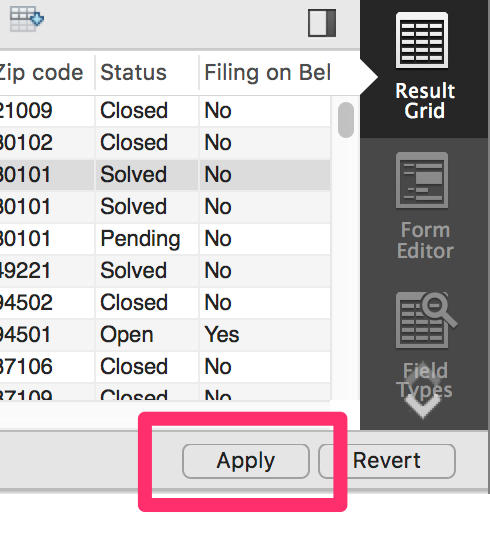 Zip code Status Filing on Bel
21009 Closed No
30102 Closed No
30101 Solved No
30101 Solved No
30101 Pending No
49221 Solved No
94502 Closed No
94501 Open Yes
37106 Closed No
37109 Closed No
Result
Grid
Form
Editor
Field
Types
Apply Revert